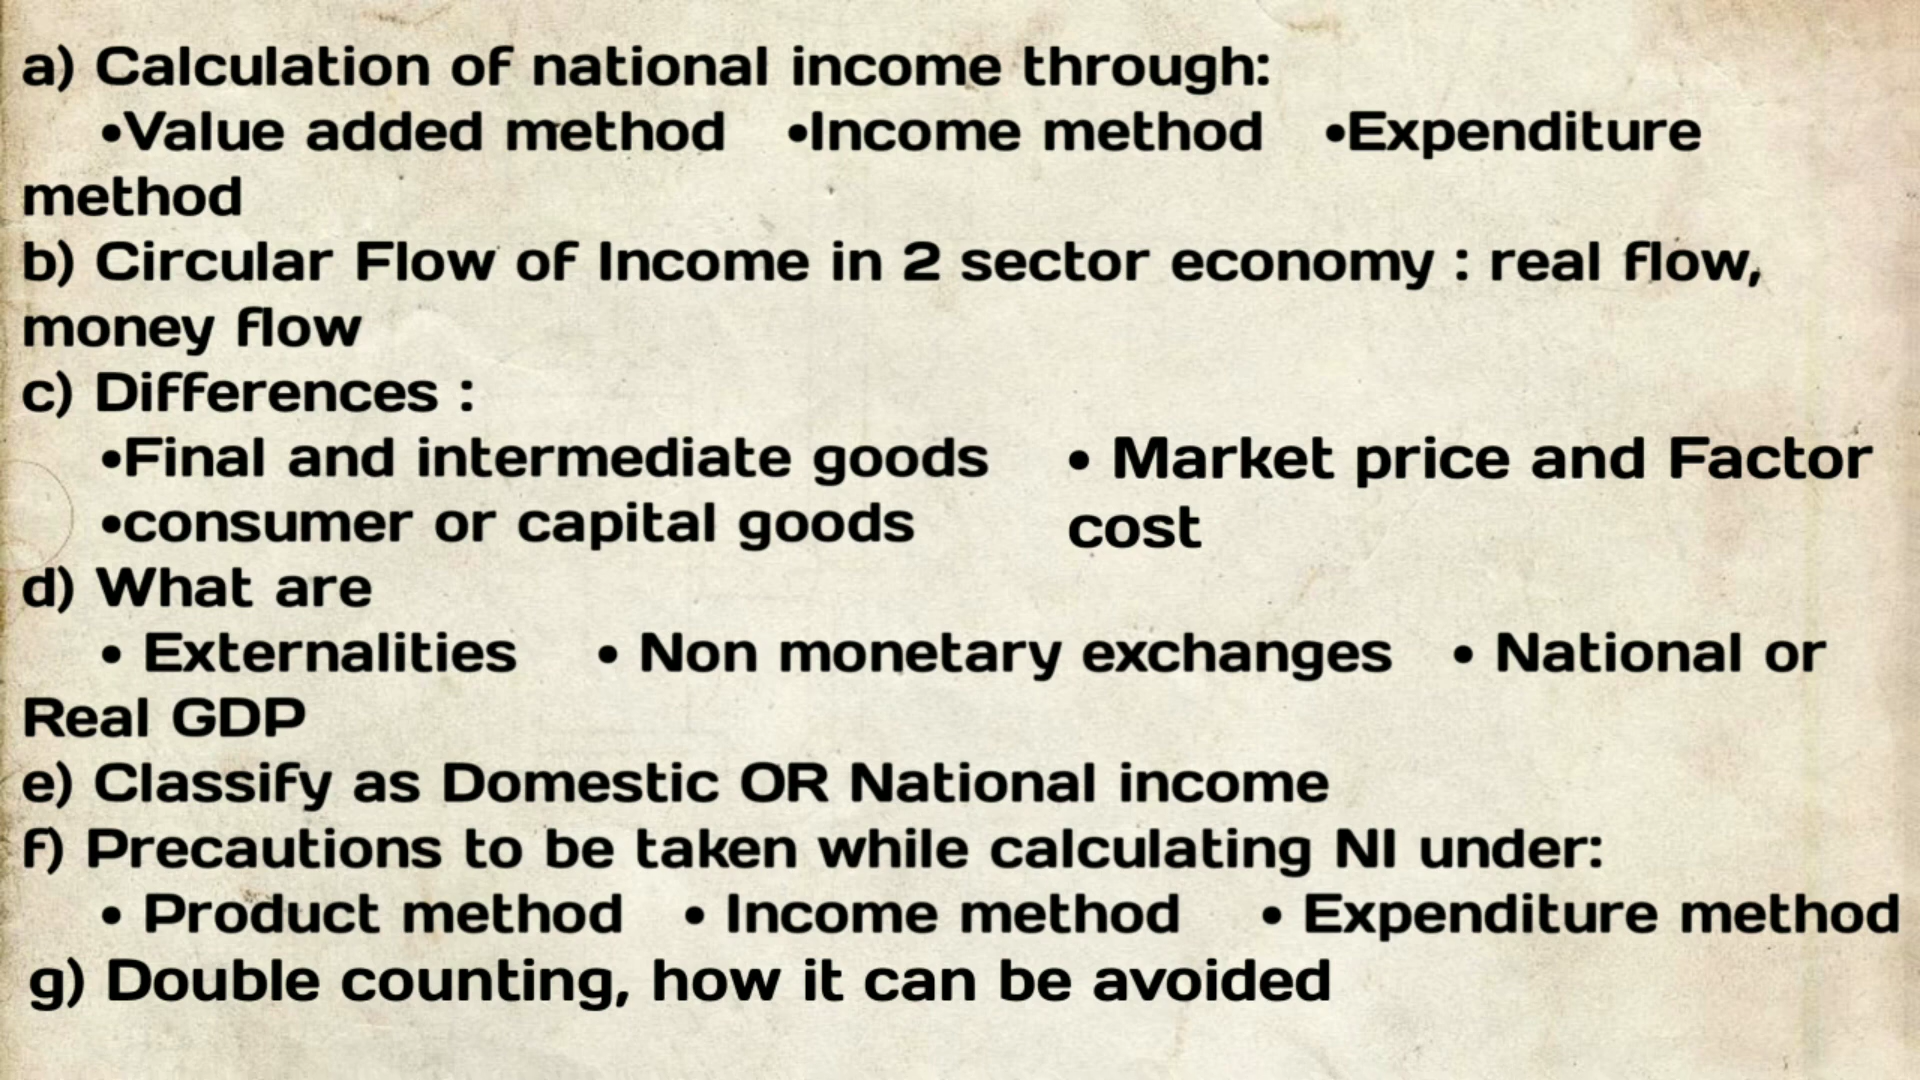 a) Calculation of national income through:
•Value added method •Income method •Expenditure
method
b) Circular Flow of Income in 2 sector economy : real flow,
money flow
c) Differences :
•Final and intermediate goods • Market price and Factor
•consumer or capital goods cost
d) What are
• Externalities • Non monetary exchanges • National or
Real GDP
e) Classify as Domestic OR National income
f) Precautions to be taken while calculating NI under:
• Product method • Income method • Expenditure method
g) Double counting, how it can be avoided